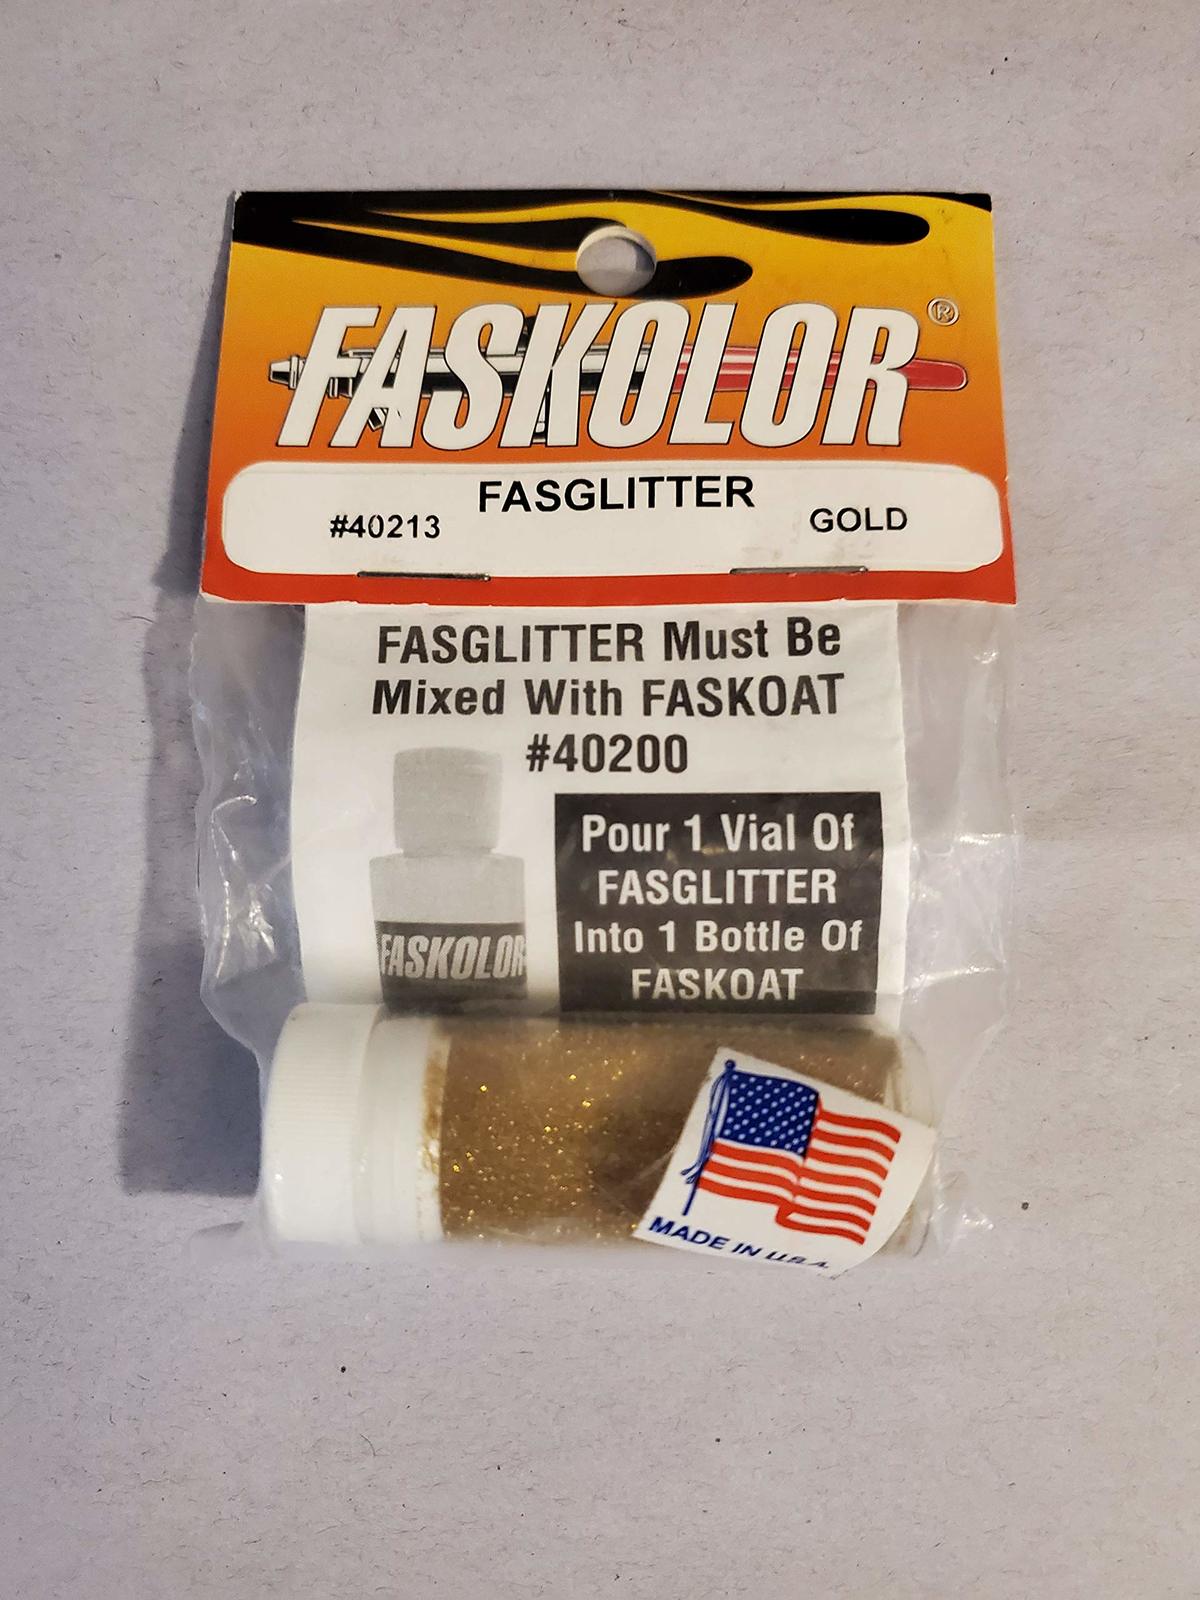 FASKOLOR®
FASGLITTER
#40213 GOLD
FASGLITTER Must Be
Mixed With FASKOAT
#40200
Pour 1 Vial Of
FASGLITTER
Into 1 Bottle Of
FASKOAT
FASKOLOR
MADE IN U.S.A.